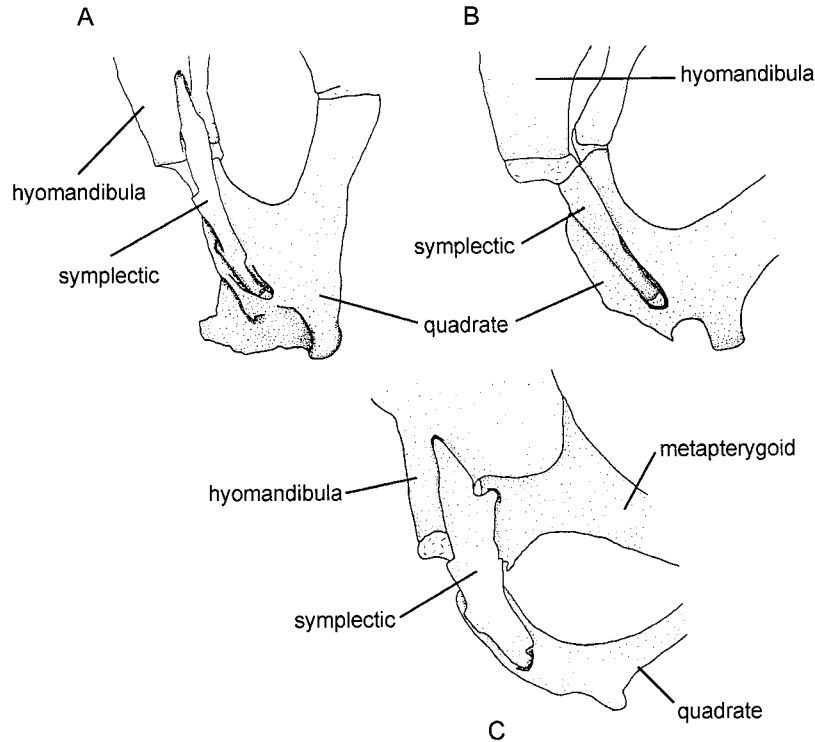 A
B
hyomandibula
hyomandibula
symplectic
symplectic
quadrate
metapterygoid
hyomandibula
symplectic
quadrate
C